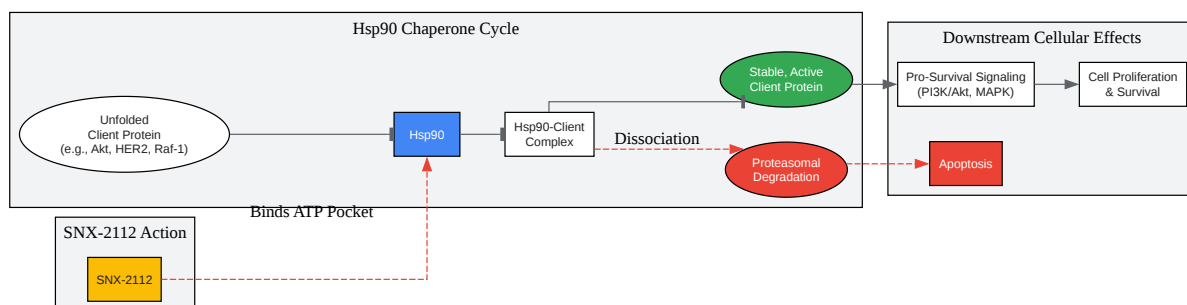 Hsp90 Chaperone Cycle
Unfolded
Client Protein
(e.g., Akt, HER2, Raf-1)
Hsp90
Hsp90-Client
Complex
Stable, Active
Client Protein
Dissociation
Proteasomal
Degradation
Binds ATP Pocket
SNX-2112 Action
SNX-2112
Downstream Cellular Effects
Pro-Survival Signaling
(PI3K/Akt, MAPK)
Cell Proliferation
& Survival
Apoptosis